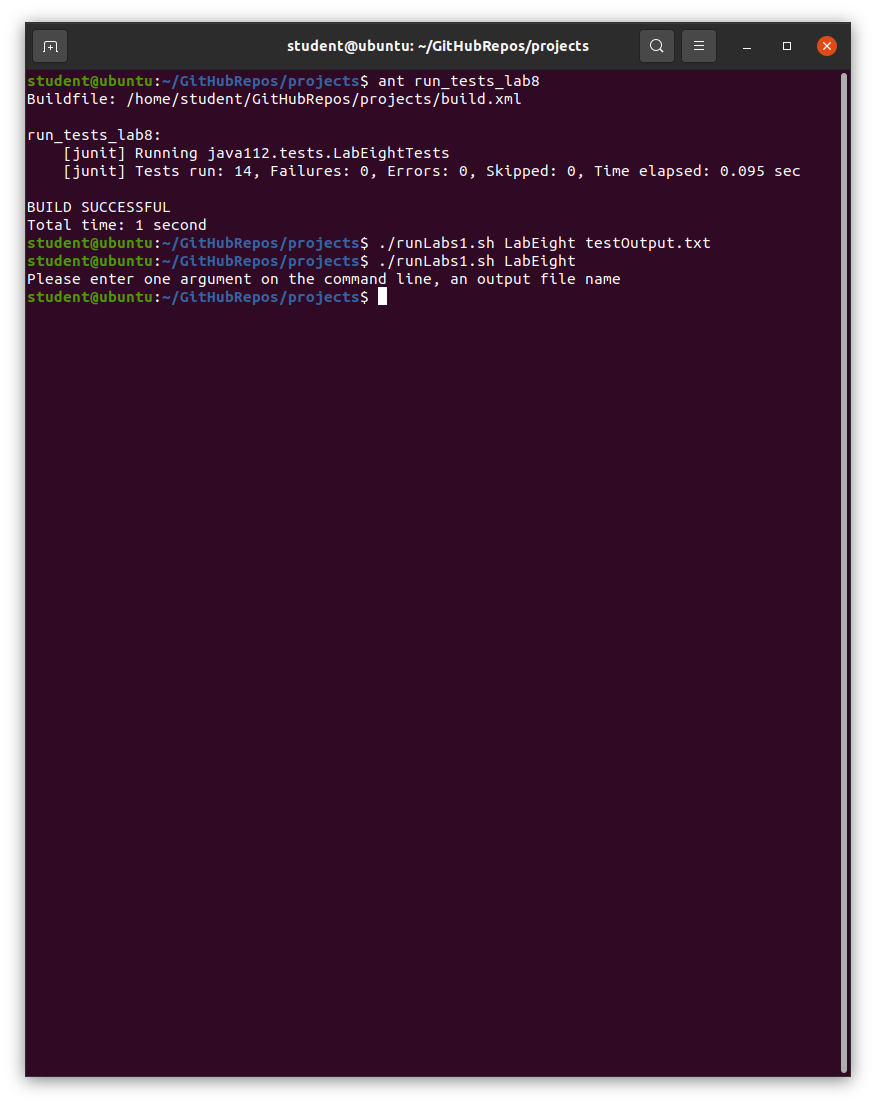 student@ubuntu: ~/GitHubRepos/projects
student@ubuntu:~/GitHubRepos/projects$ ant run_tests_lab8
Buildfile: /home/student/GitHubRepos/projects/build.xml
run_tests_lab8:
[junit] Running java112.tests.LabEightTests
[junit] Tests run: 14, Failures: 0, Errors: 0, Skipped: 0, Time elapsed: 0.095 sec
BUILD SUCCESSFUL
Total time: 1 second
student@ubuntu:~/GitHubRepos/projects$ ./runLabs1.sh LabEight testOutput.txt
student@ubuntu:~/GitHubRepos/projects$ ./runLabs1.sh LabEight
Please enter one argument on the command line, an output file name
student@ubuntu:~/GitHubRepos/projects$